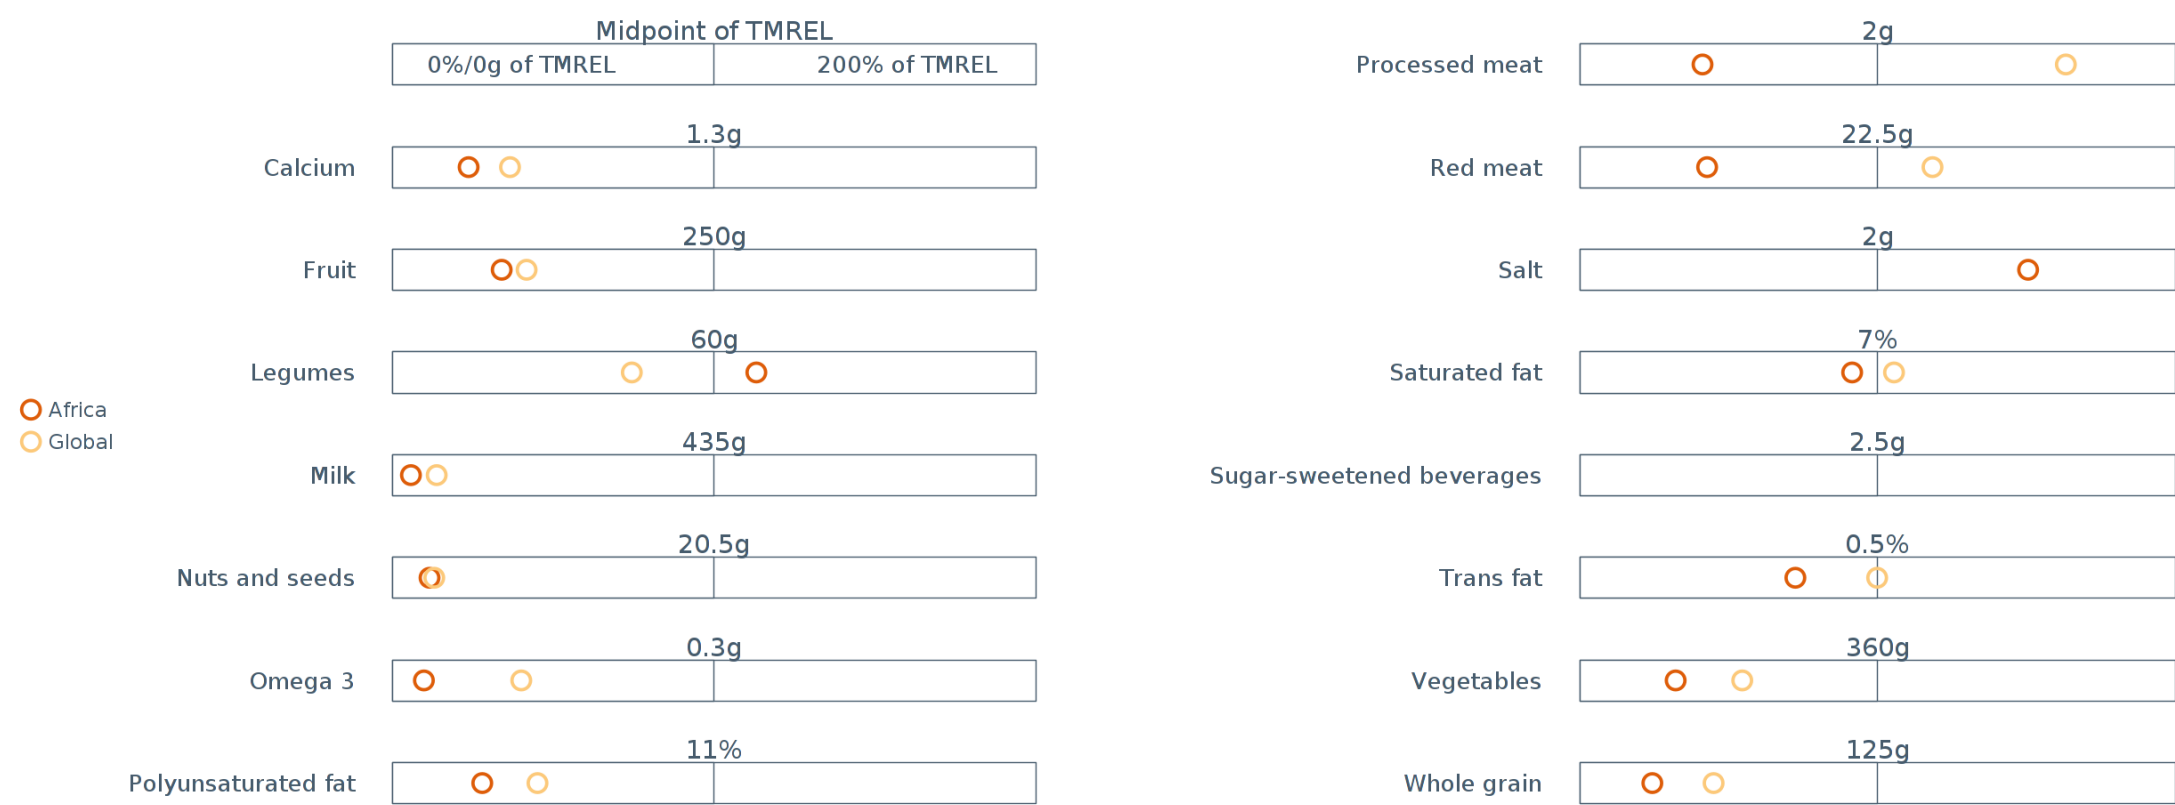 Midpoint of TMREL
0%/0g of TMREL 200% of TMREL
1.3g
Calcium
250g
Fruit
60g
Legumes
435g
Milk
20.5g
Nuts and seeds
0.3g
Omega 3
11%
Polyunsaturated fat
Africa
Global
2g
Processed meat
22.5g
Red meat
2g
Salt
7%
Saturated fat
2.5g
Sugar-sweetened beverages
0.5%
Trans fat
360g
Vegetables
125g
Whole grain